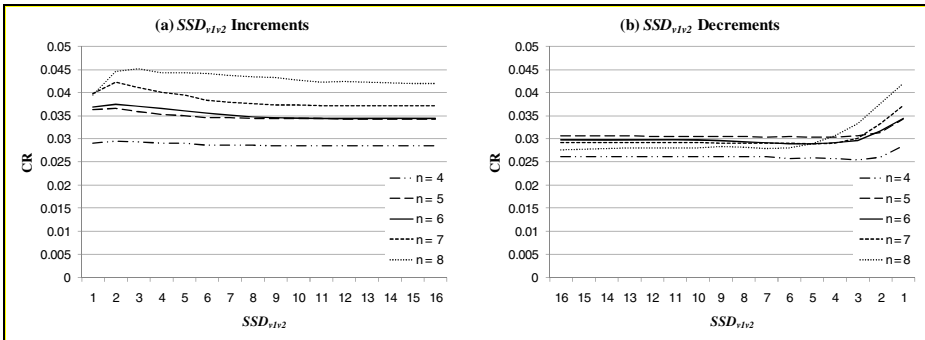 (a) SSDv1v2 Increments
0.05
0.045
0.04
0.035
0.03
0.025
0.02
0.015
0.01
0.005
0
CR
n = 4
n = 5
n = 6
n = 7
n = 8
1 2 3 4 5 6 7 8 9 10 11 12 13 14 15 16
SSDv1v2
(b) SSDv1v2 Decrements
0.05
0.045
0.04
0.035
0.03
0.025
0.02
0.015
0.01
0.005
0
CR
n = 4
n = 5
n = 6
n = 7
n = 8
16 15 14 13 12 11 10 9 8 7 6 5 4 3 2 1
SSDv1v2